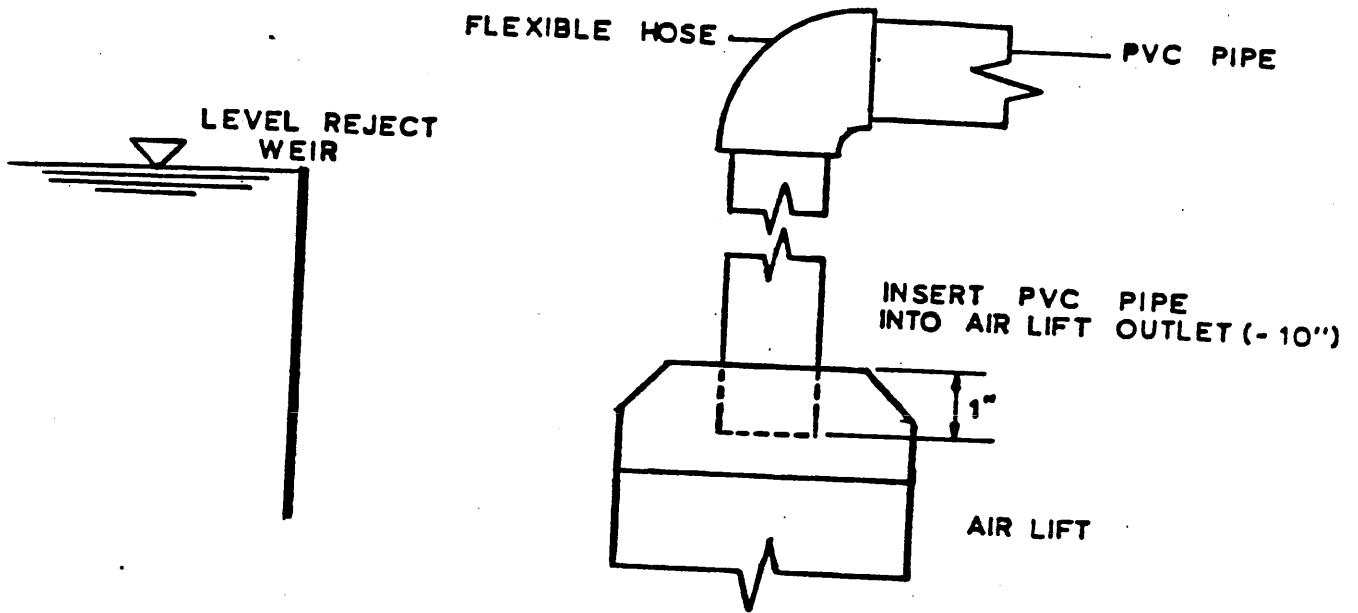 FLEXIBLE HOSE
PVC PIPE
LEVEL REJECT
WEIR
INSERT PVC PIPE
INTO AIR LIFT OUTLET (- 10")
1"
AIR LIFT